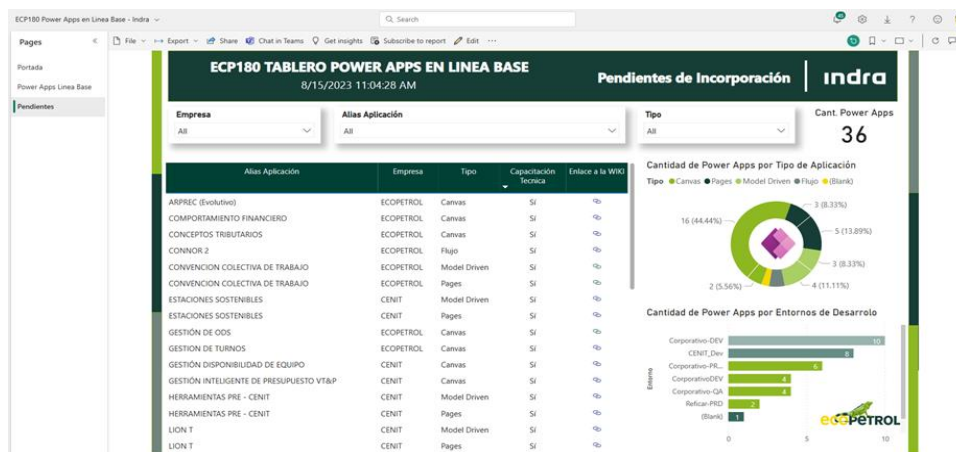 ECP180 Power Apps en Linea Base - Indra
Search
Pages
File
Export
Share
Chat in Teams
Get insights
Subscribe to report
Edit
Portada
Power Apps Linea Base
Pendientes
ECP180 TABLERO POWER APPS EN LINEA BASE
8/15/2023 11:04:28 AM
Pendientes de Incorporación
indra
Empresa
All
Alias Aplicación
All
Tipo
All
Cant. Power Apps
36
Alias Aplicación Empresa Tipo Capacitación Tecnica Enlace a la WIKI
ARPREC (Evolutivo) ECOPETROL Canvas Sí
COMPORTAMIENTO FINANCIERO ECOPETROL Canvas Sí
CONCEPTOS TRIBUTARIOS ECOPETROL Canvas Sí
CONNOR 2 ECOPETROL Flujo Sí
CONVENCION COLECTIVA DE TRABAJO ECOPETROL Model Driven Sí
CONVENCION COLECTIVA DE TRABAJO ECOPETROL Pages Sí
ESTACIONES SOSTENIBLES CENIT Model Driven Sí
ESTACIONES SOSTENIBLES CENIT Pages Sí
GESTIÓN DE ODS ECOPETROL Canvas Sí
GESTION DE TURNOS ECOPETROL Canvas Sí
GESTIÓN DISPONIBILIDAD DE EQUIPO CENIT Canvas Sí
GESTIÓN INTELIGENTE DE PRESUPUESTO VT&P CENIT Canvas Sí
HERRAMIENTAS PRE - CENIT CENIT Model Driven Sí
HERRAMIENTAS PRE - CENIT CENIT Pages Sí
LION T CENIT Model Driven Sí
LION T CENIT Pages Sí
Cantidad de Power Apps por Tipo de Aplicación
Tipo Canvas Pages Model Driven Flujo (Blank)
3 (8.33%)
16 (44.44%)
5 (13.89%)
3 (8.33%)
2 (5.56%)
4 (11.11%)
Cantidad de Power Apps por Entornos de Desarrolo
Entorno
Corporativo-DEV 10
CENIT_Dev 8
Corporativo-PR... 6
CorporativoDEV 4
Corporativo-QA 4
Reficar-PRD 2
(Blank) 1
ecoPETROL
0 5 10